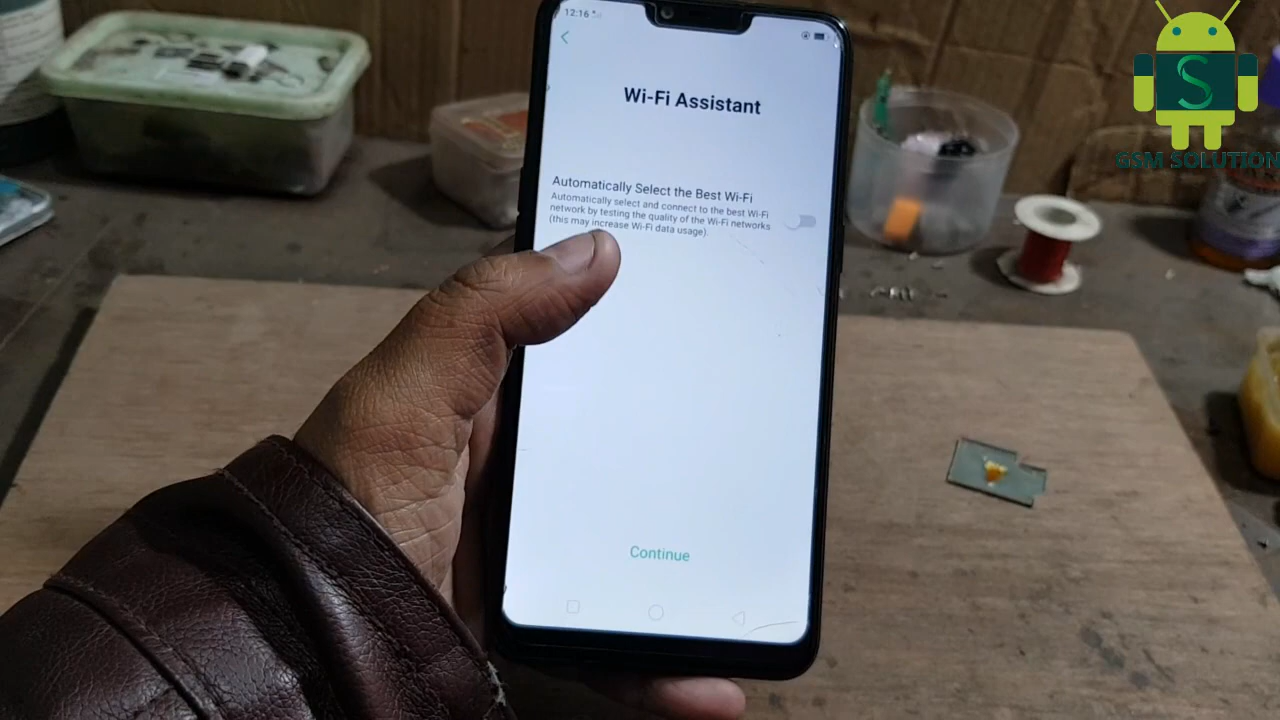 12:16
Wi-Fi Assistant
Automatically Select the Best Wi-Fi
Automatically select and connect to the best Wi-Fi
network by testing the quality of the Wi-Fi networks
(this may increase Wi-Fi data usage).
Continue
S
GSM SOLUTION